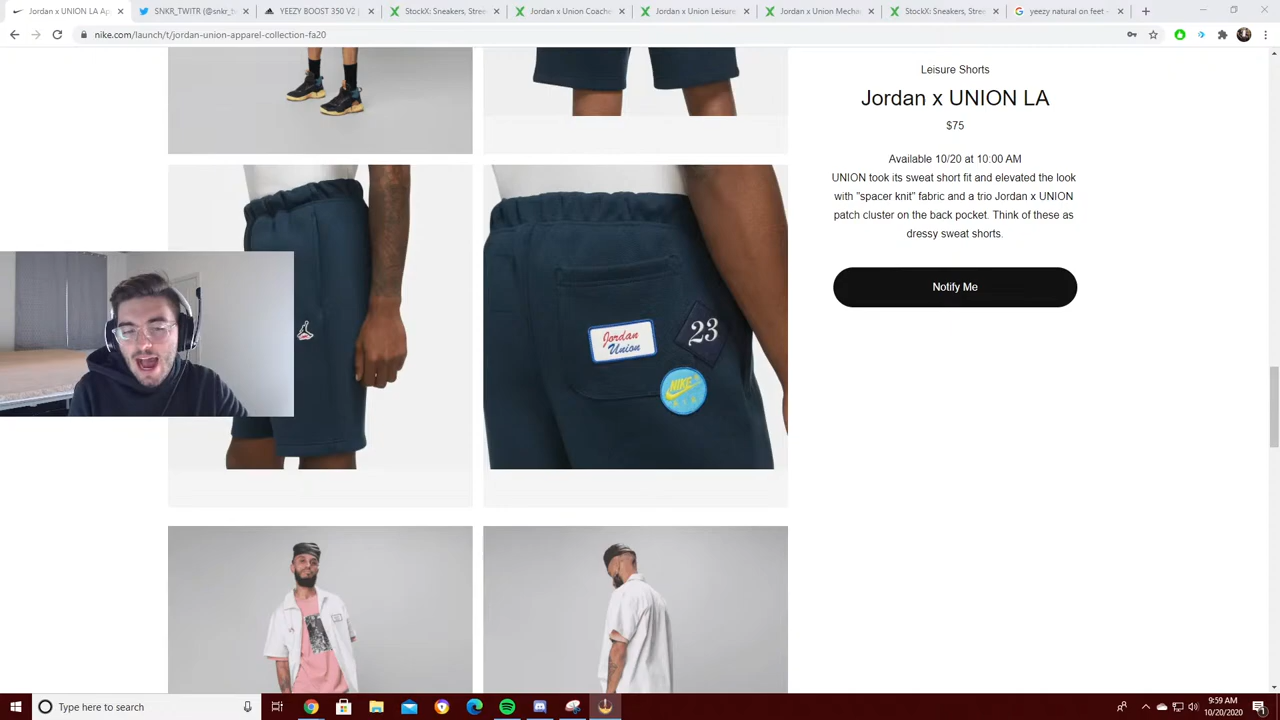 Jordan x UNION LA Ap
SNKR_TWITR (@snkr_tw
YEEZY BOOST 350 V2 |
StockX: Sneakers, Stree
Jordan x Union Coache
Jordan x Union Leisure
Jordan x Union Mecha
StockX: Sneakers, Stree
yeezy natural on feet -
nike.com/launch/t/jordan-union-apparel-collection-fa20
Leisure Shorts
Jordan x UNION LA
$75
Available 10/20 at 10:00 AM
UNION took its sweat short fit and elevated the look
with "spacer knit" fabric and a trio Jordan x UNION
patch cluster on the back pocket. Think of these as
dressy sweat shorts.
Notify Me
Jordan
Union
23
NIKE
Type here to search
9:59 AM
10/20/2020